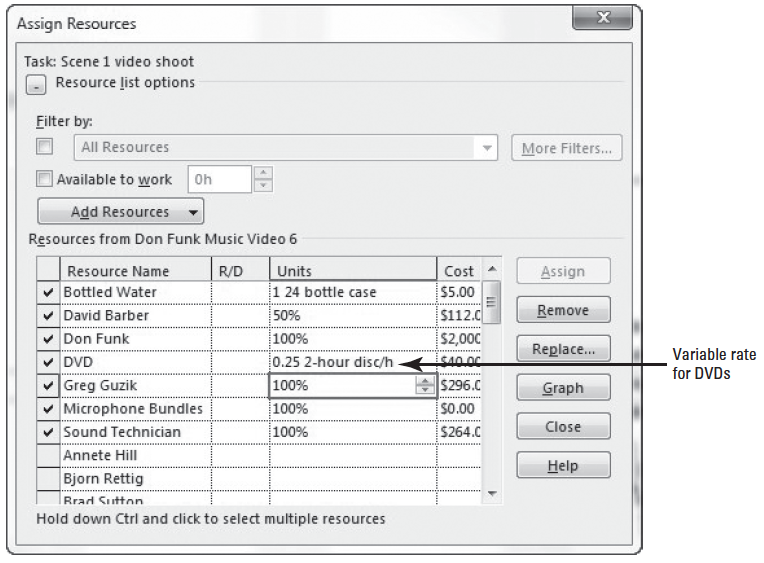 Assign Resources
Task: Scene 1 video shoot
- Resource list options
Filter by:
All Resources More Filters...
Available to work 0h
Add Resources
Resources from Don Funk Music Video 6
Resource Name R/D Units Cost Assign
Bottled Water 1 24 bottle case $5.00
David Barber 50% $112.0 Remove
Don Funk 100% $2,000
DVD 0.25 2-hour disc/h $40.00 Replace...
Variable rate
for DVDs
Greg Guzik 100% $296.0 Graph
Microphone Bundles 100% $0.00
Sound Technician 100% $264.0 Close
Annete Hill
Bjorn Rettig Help
Brad Sutton
Hold down Ctrl and click to select multiple resources